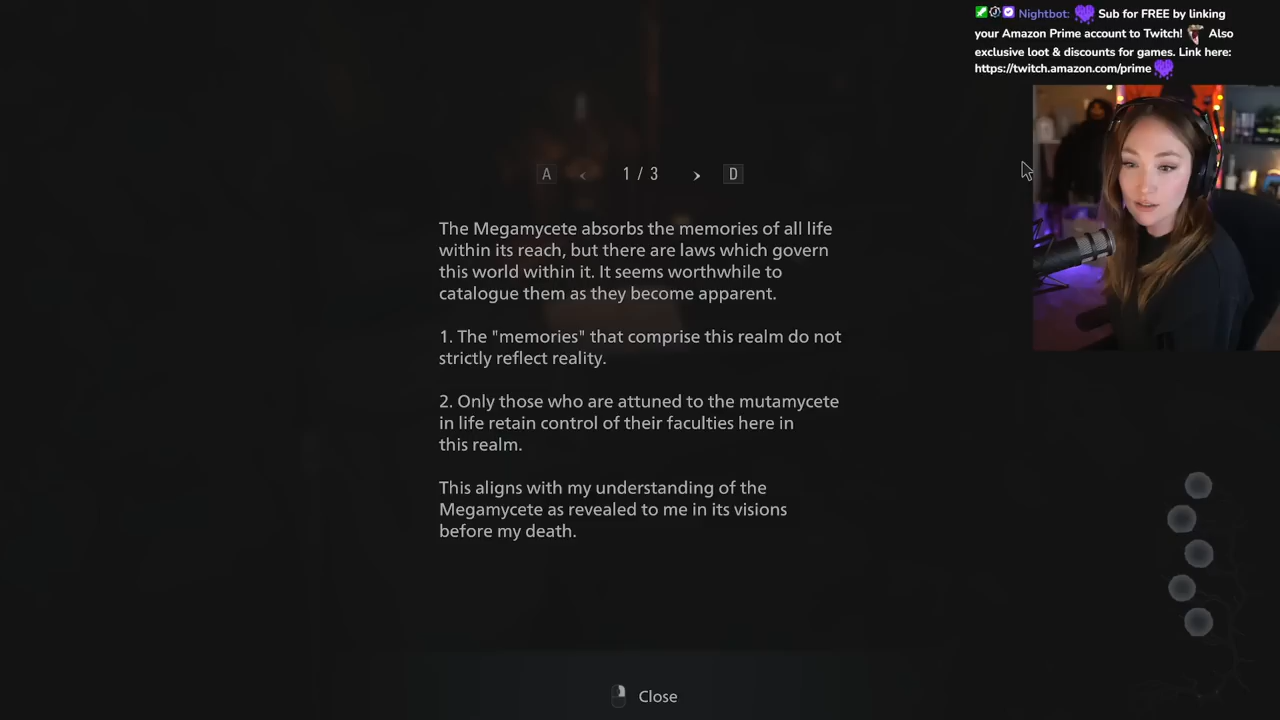 Nightbot: Sub for FREE by linking
your Amazon Prime account to Twitch! Also
exclusive loot & discounts for games. Link here:
https://twitch.amazon.com/prime
A < 1 / 3 > D
The Megamycete absorbs the memories of all life
within its reach, but there are laws which govern
this world within it. It seems worthwhile to
catalogue them as they become apparent.
1. The "memories" that comprise this realm do not
strictly reflect reality.
2. Only those who are attuned to the mutamycete
in life retain control of their faculties here in
this realm.
This aligns with my understanding of the
Megamycete as revealed to me in its visions
before my death.
Close